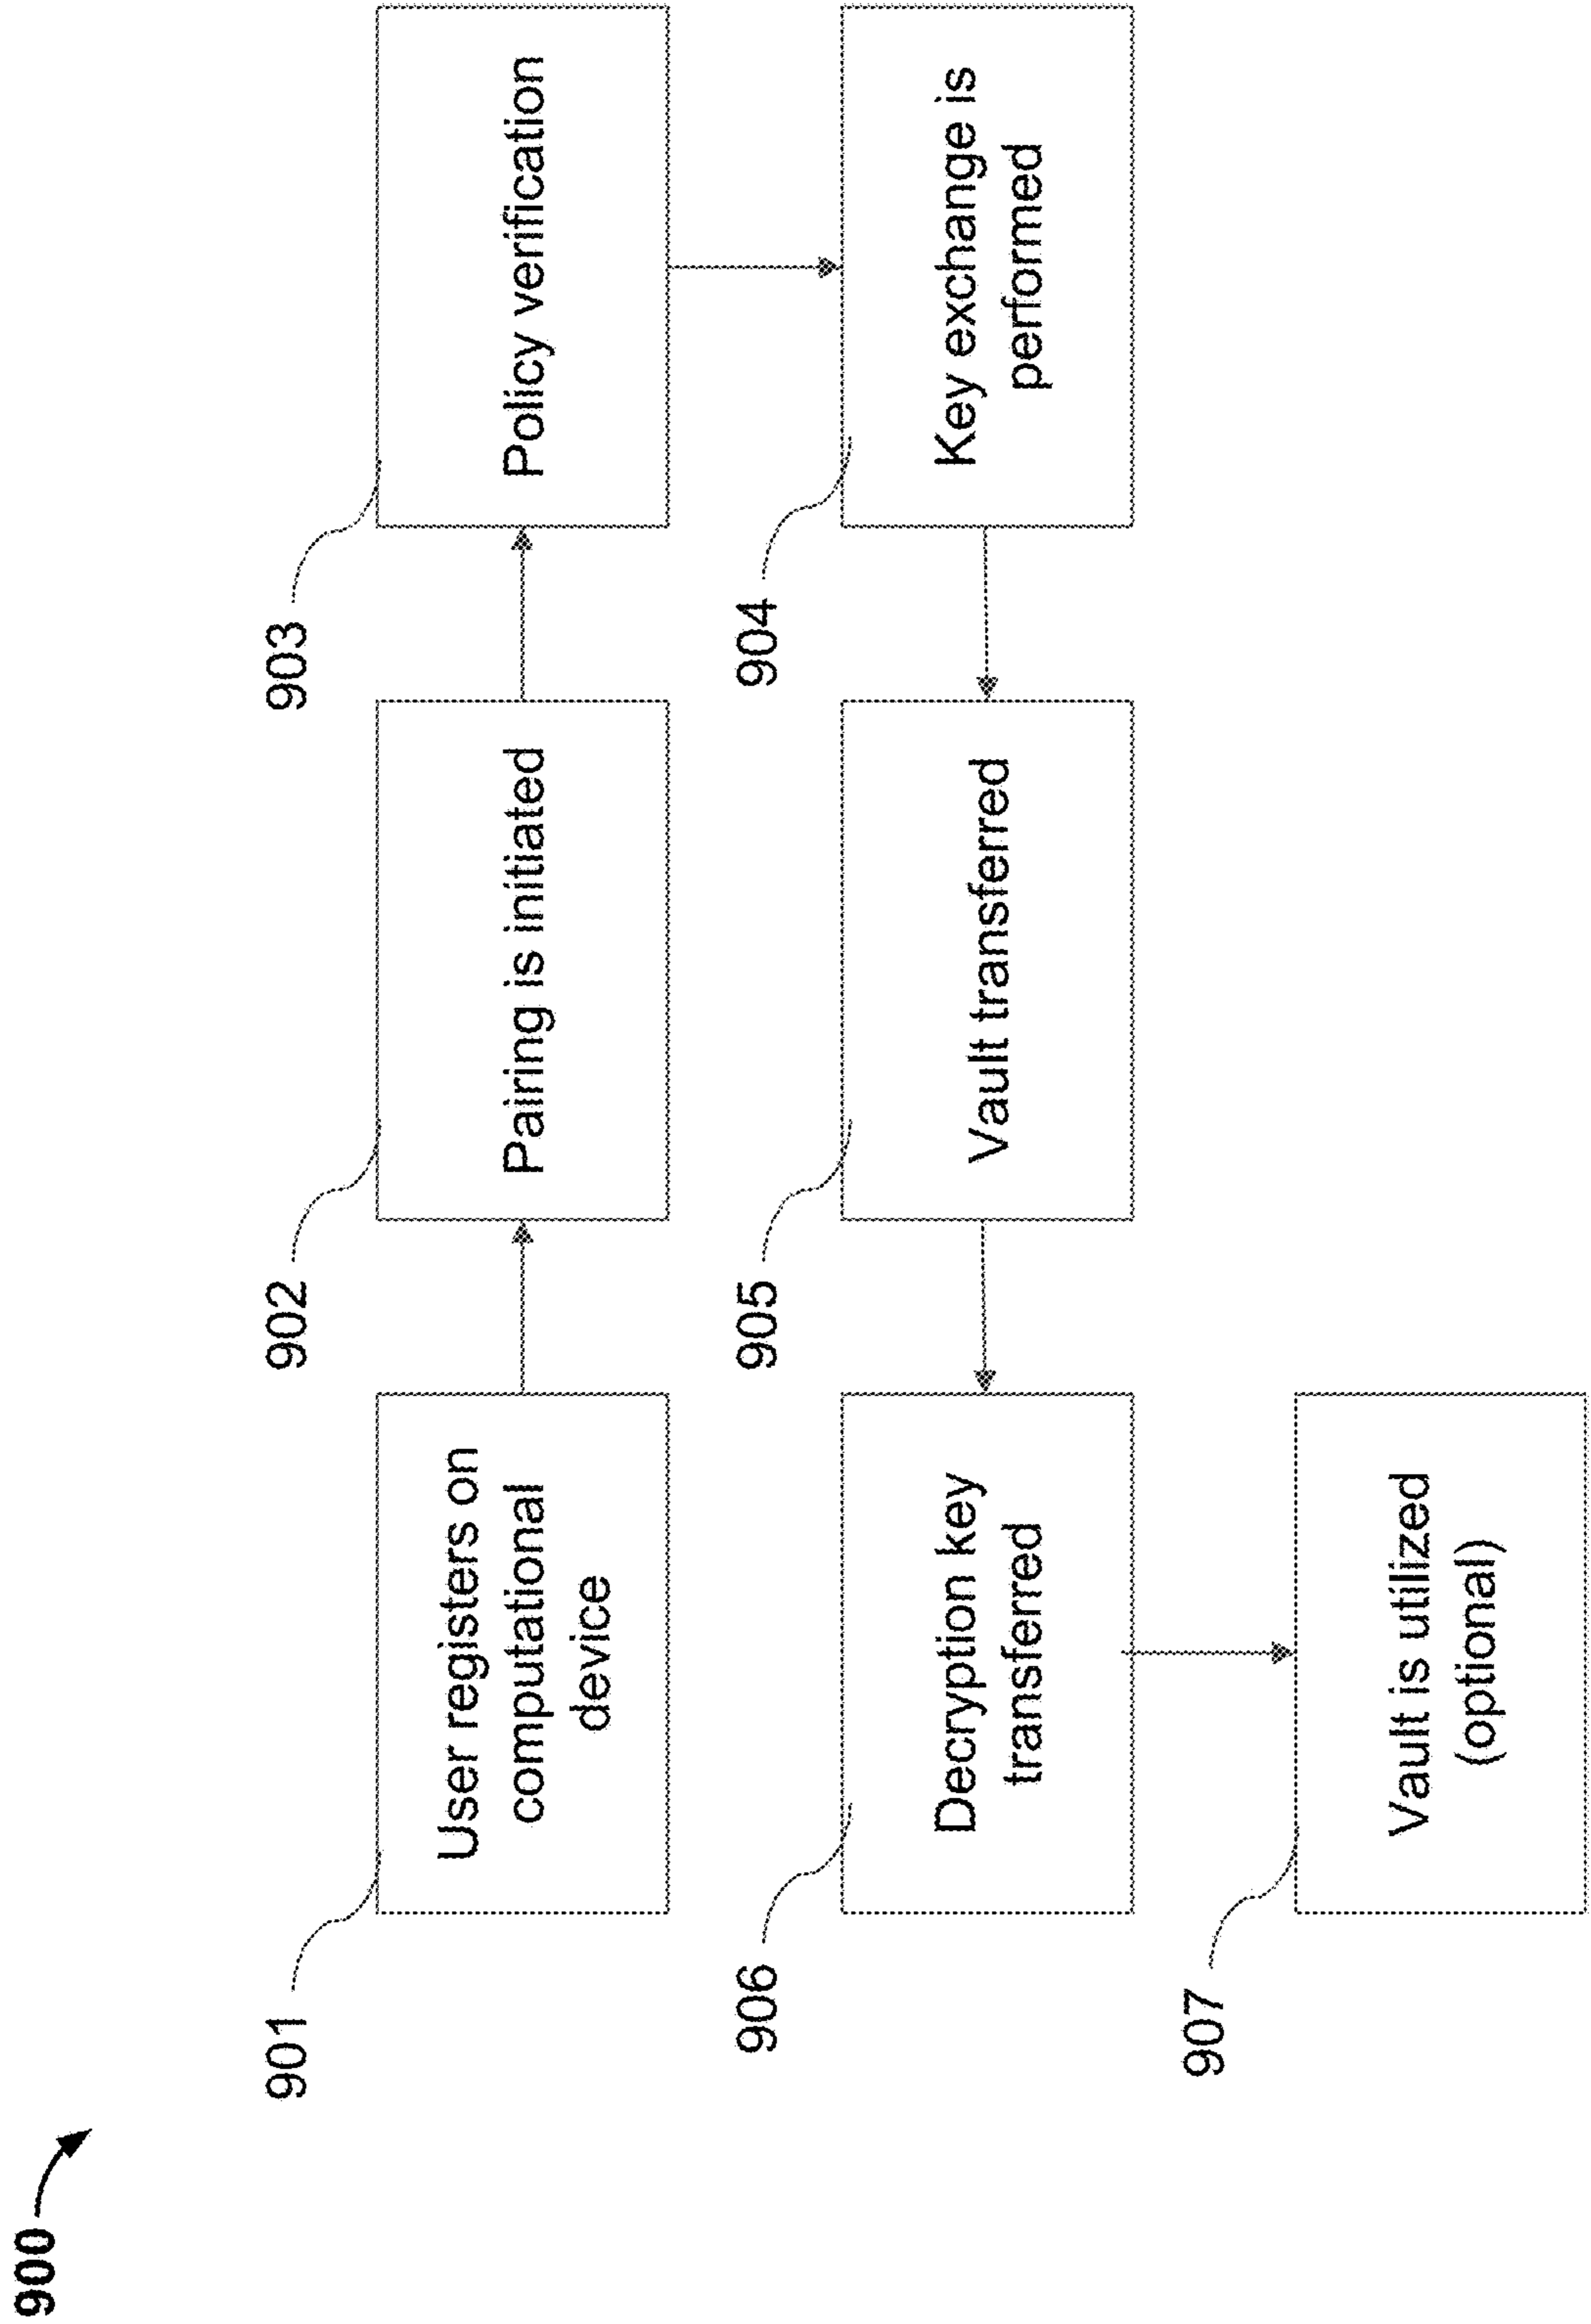 900
901
User registers on
computational
device
902
Pairing is initiated
903
Policy verification
904
Key exchange is
performed
905
Vault transferred
906
Decryption key
transferred
907
Vault is utilized
(optional)